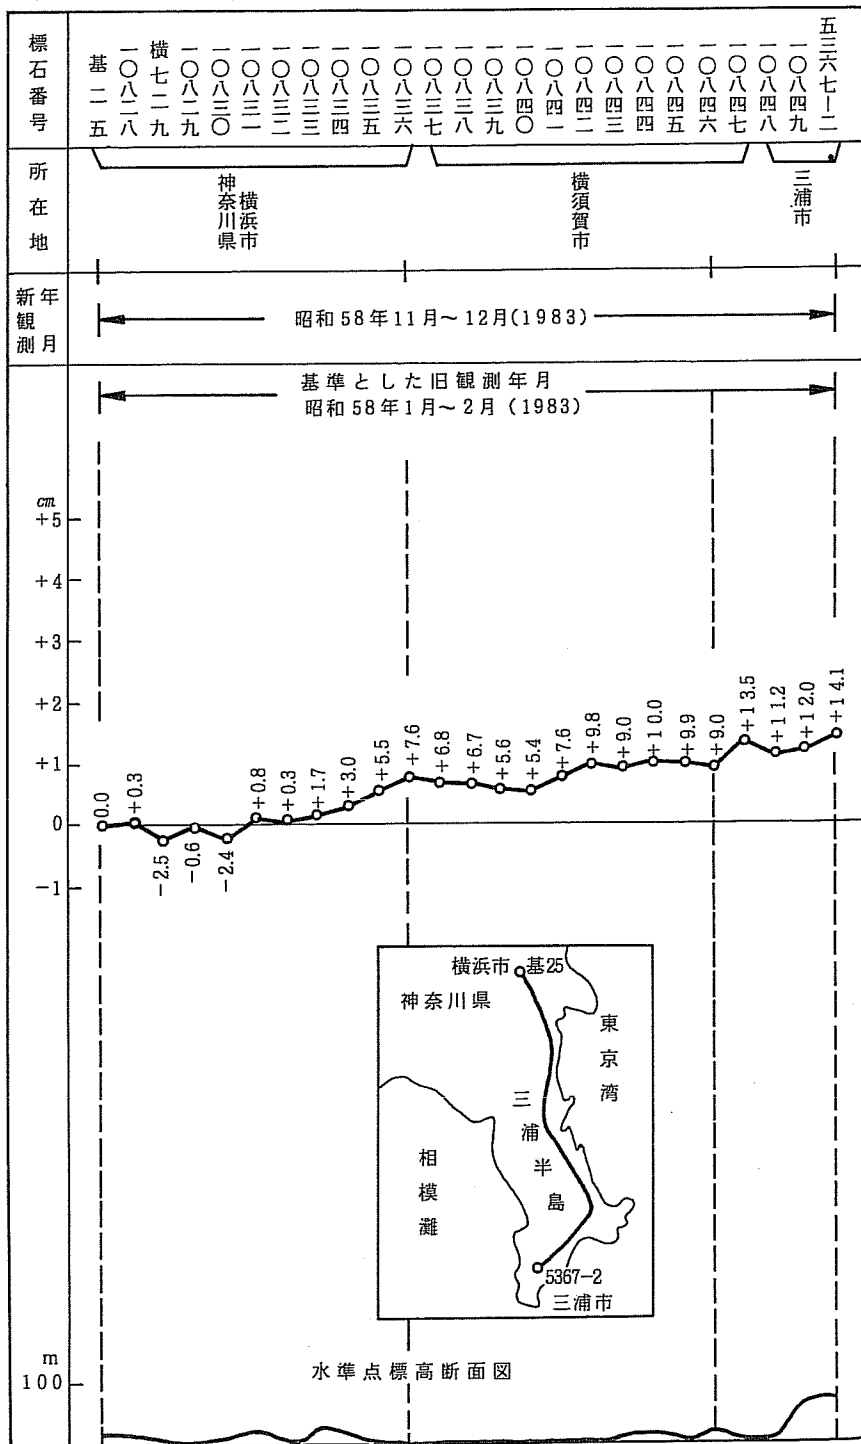 標石番号
基二五
一〇八二八
横七二九
一〇八二九
一〇八三〇
一〇八三一
一〇八三二
一〇八三三
一〇八三四
一〇八三五
一〇八三六
一〇八三七
一〇八三八
一〇八三九
一〇八四〇
一〇八四一
一〇八四二
一〇八四三
一〇八四四
一〇八四五
一〇八四六
一〇八四七
一〇八四八
一〇八四九
五三六七—二
所在地
神奈川県
横浜市
横須賀市
三浦市
新観測
年月
昭和58年11月～12月(1983)
基準とした旧観測年月
昭和58年1月～2月(1983)
cm
+5
+4
+3
+2
+1
0
−1
0.0
+0.3
−2.5
−0.6
−2.4
+0.8
+0.3
+1.7
+3.0
+5.5
+7.6
+6.8
+6.7
+5.6
+5.4
+7.6
+9.8
+9.0
+10.0
+9.9
+9.0
+13.5
+11.2
+12.0
+14.1
横浜市 基25
神奈川県
東京湾
三浦半島
相模灘
5367−2
三浦市
m
100
水準点標高断面図